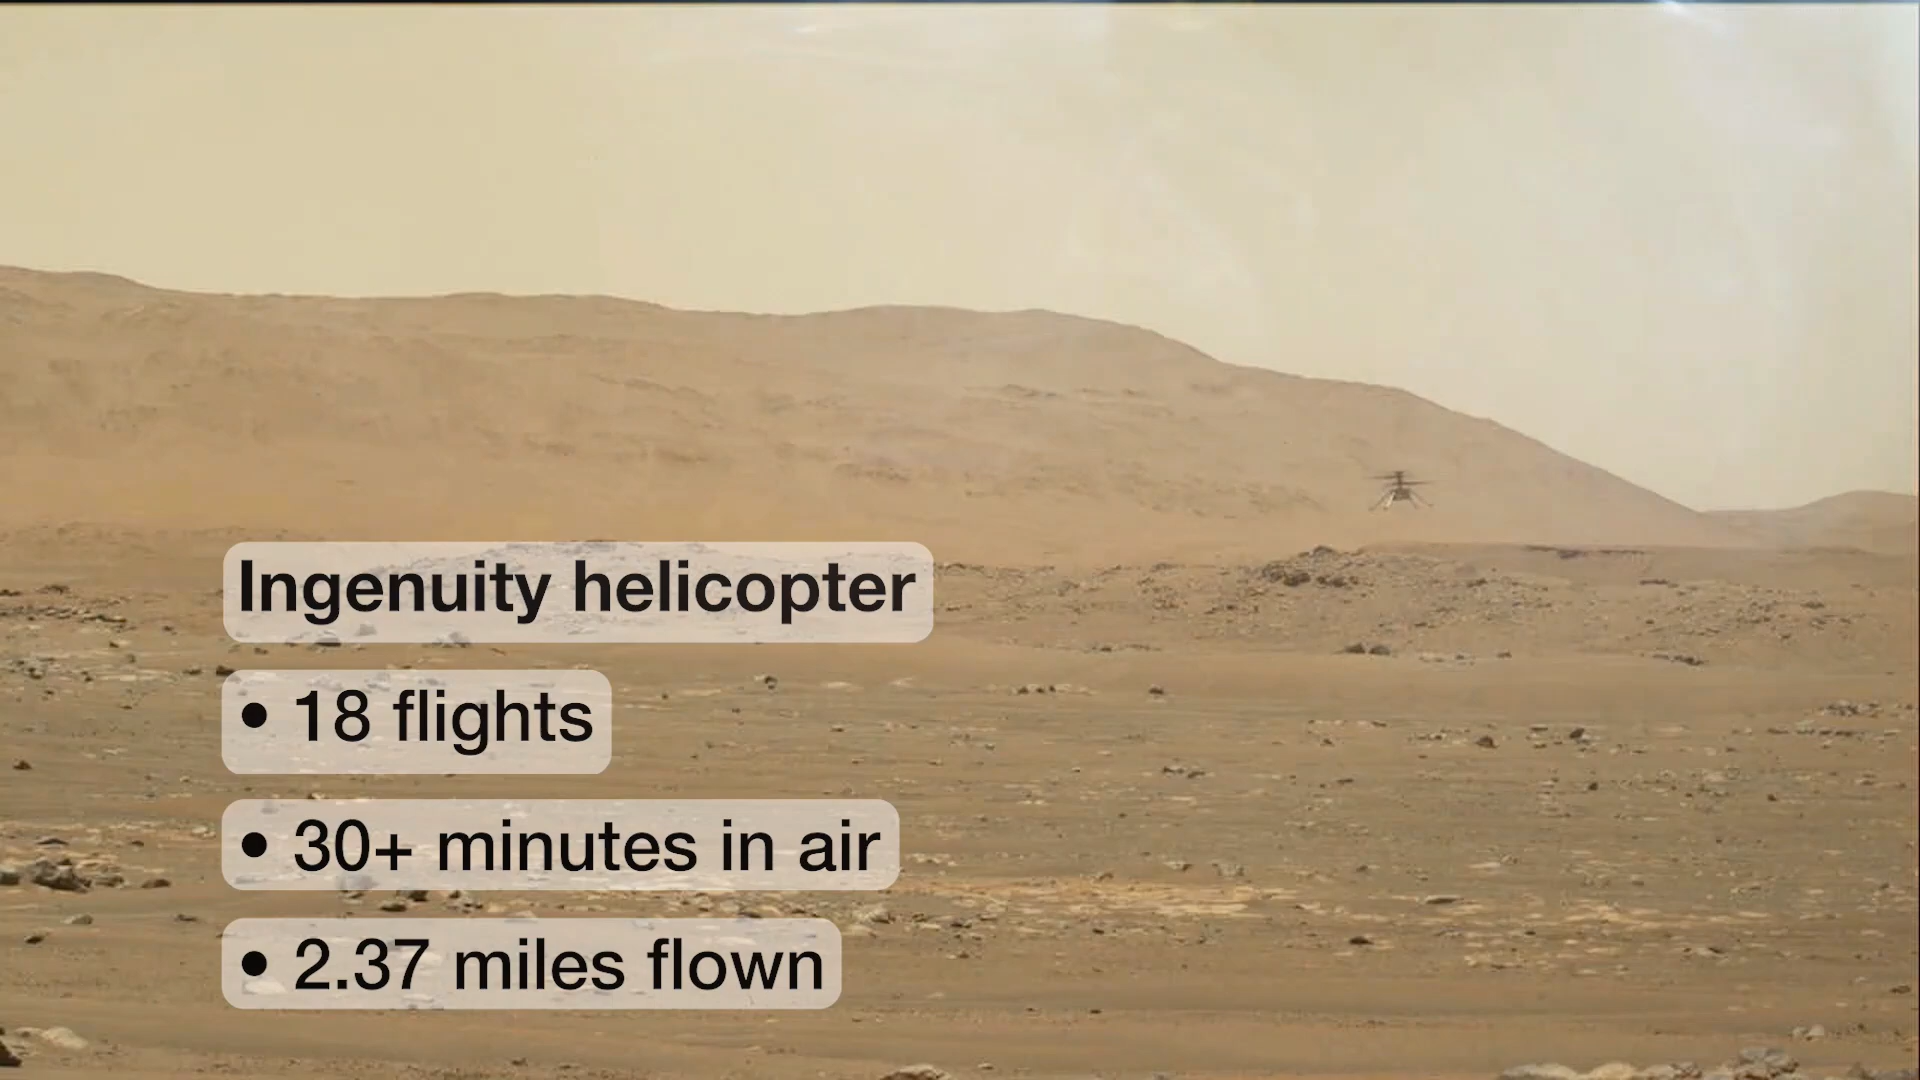 Ingenuity helicopter
• 18 flights
• 30+ minutes in air
• 2.37 miles flown